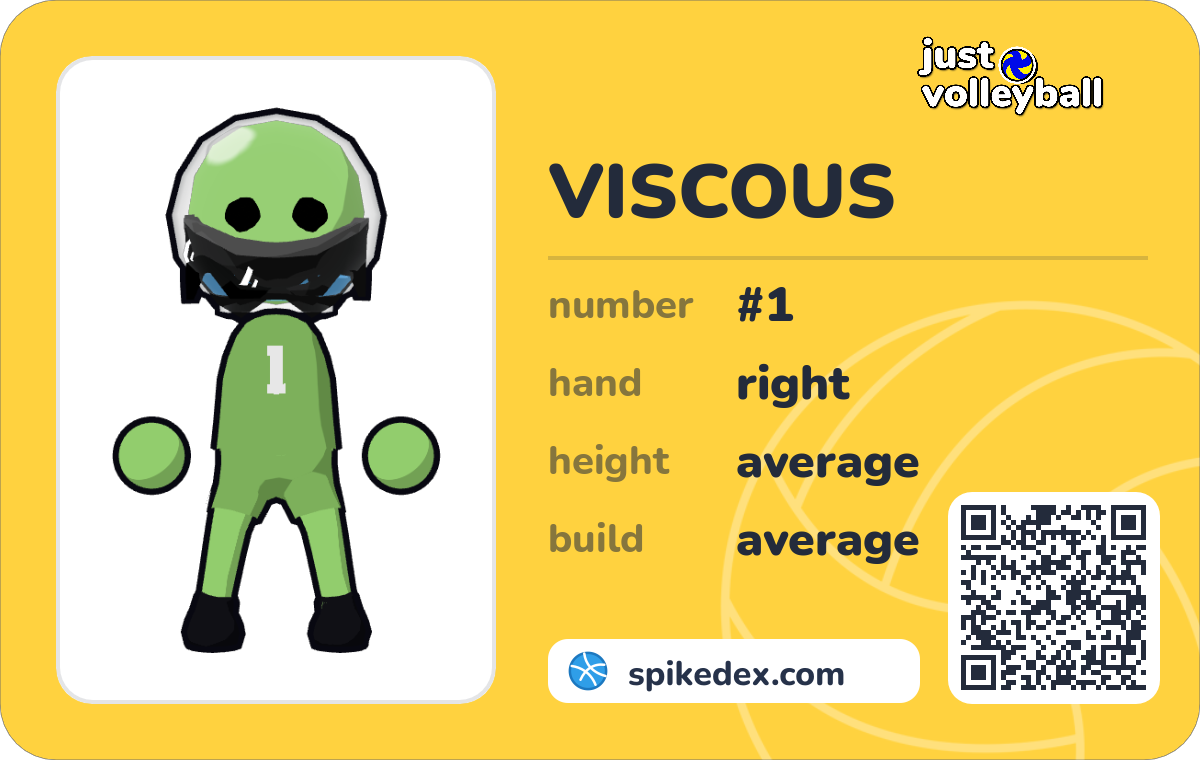 just
volleyball
VISCOUS
number #1
hand right
height average
build average
1
spikedex.com